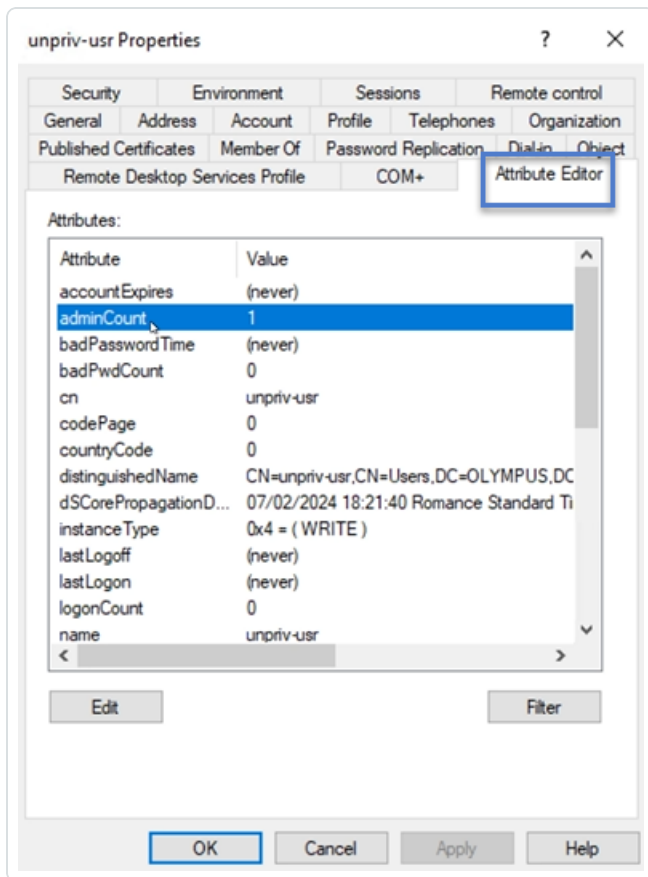 unpriv-usr Properties ? ×
Security Environment Sessions Remote control
General Address Account Profile Telephones Organization
Published Certificates Member Of Password Replication Dial-in Object
Remote Desktop Services Profile COM+ Attribute Editor
Attributes:
Attribute Value
accountExpires (never)
adminCount 1
badPasswordTime (never)
badPwdCount 0
cn unpriv-usr
codePage 0
countryCode 0
distinguishedName CN=unpriv-usr,CN=Users,DC=OLYMPUS,DC
dSCorePropagationD... 07/02/2024 18:21:40 Romance Standard Ti
instanceType 0x4 = ( WRITE )
lastLogoff (never)
lastLogon (never)
logonCount 0
name unpriv-usr
Edit Filter
OK Cancel Apply Help